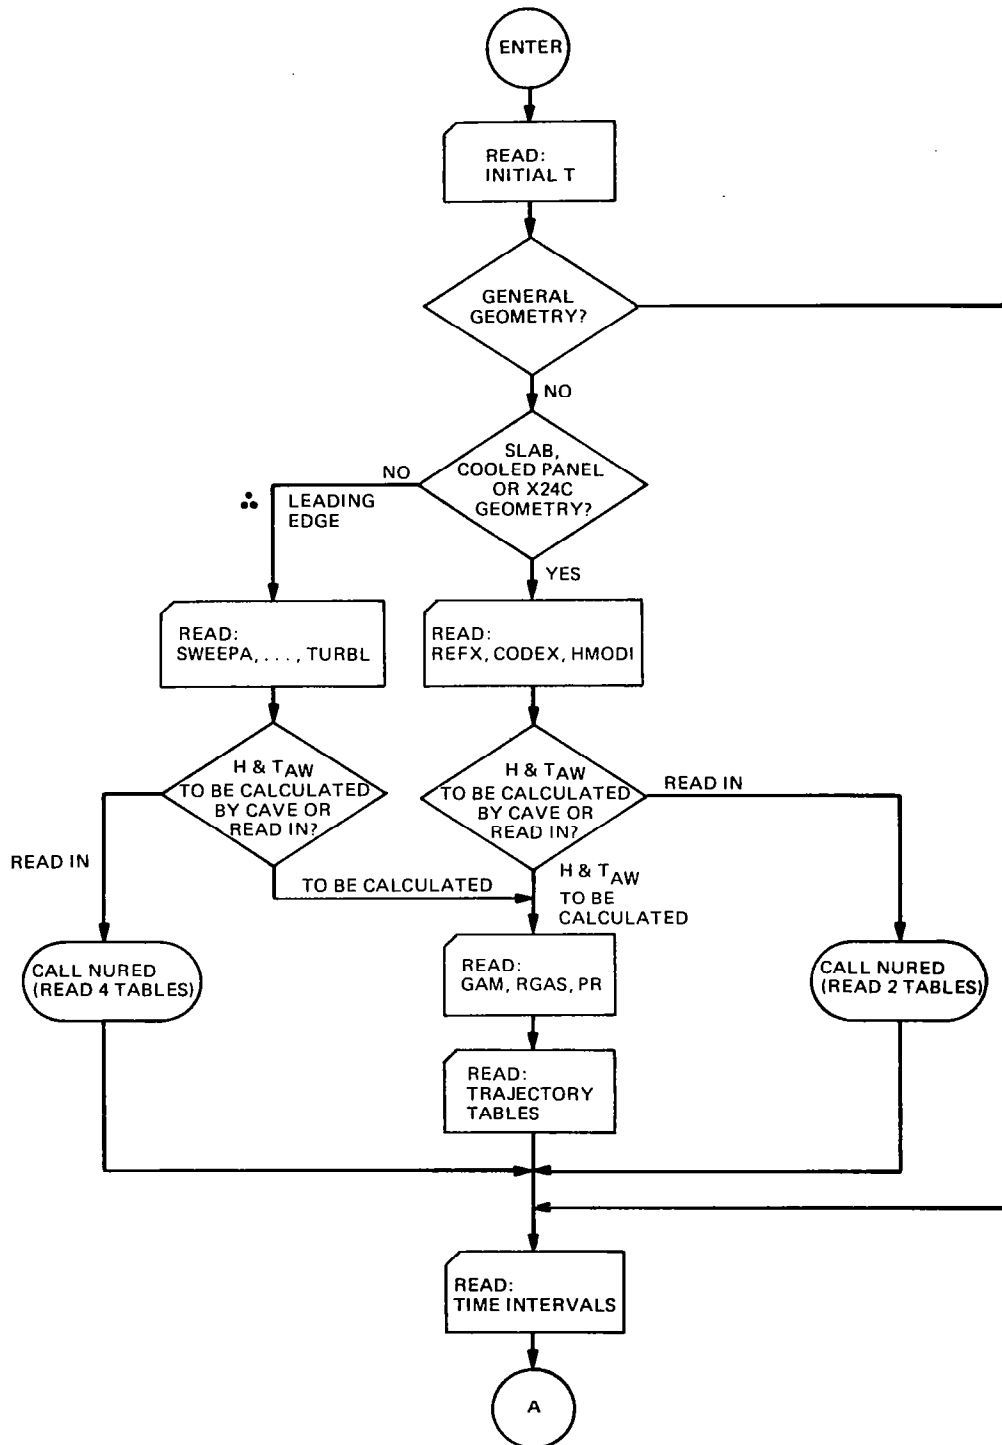 ENTER
READ:
INITIAL T
GENERAL
GEOMETRY?
NO
SLAB,
COOLED PANEL
OR X24C
GEOMETRY?
NO
∴ LEADING
EDGE
YES
READ:
SWEEPA, . . . , TURBL
READ:
REFX, CODEX, HMODI
H & TAW
TO BE CALCULATED
BY CAVE OR
READ IN?
H & TAW
TO BE CALCULATED
BY CAVE OR
READ IN?
READ IN
READ IN
TO BE CALCULATED
H & TAW
TO BE
CALCULATED
CALL NURED
(READ 4 TABLES)
READ:
GAM, RGAS, PR
CALL NURED
(READ 2 TABLES)
READ:
TRAJECTORY
TABLES
READ:
TIME INTERVALS
A